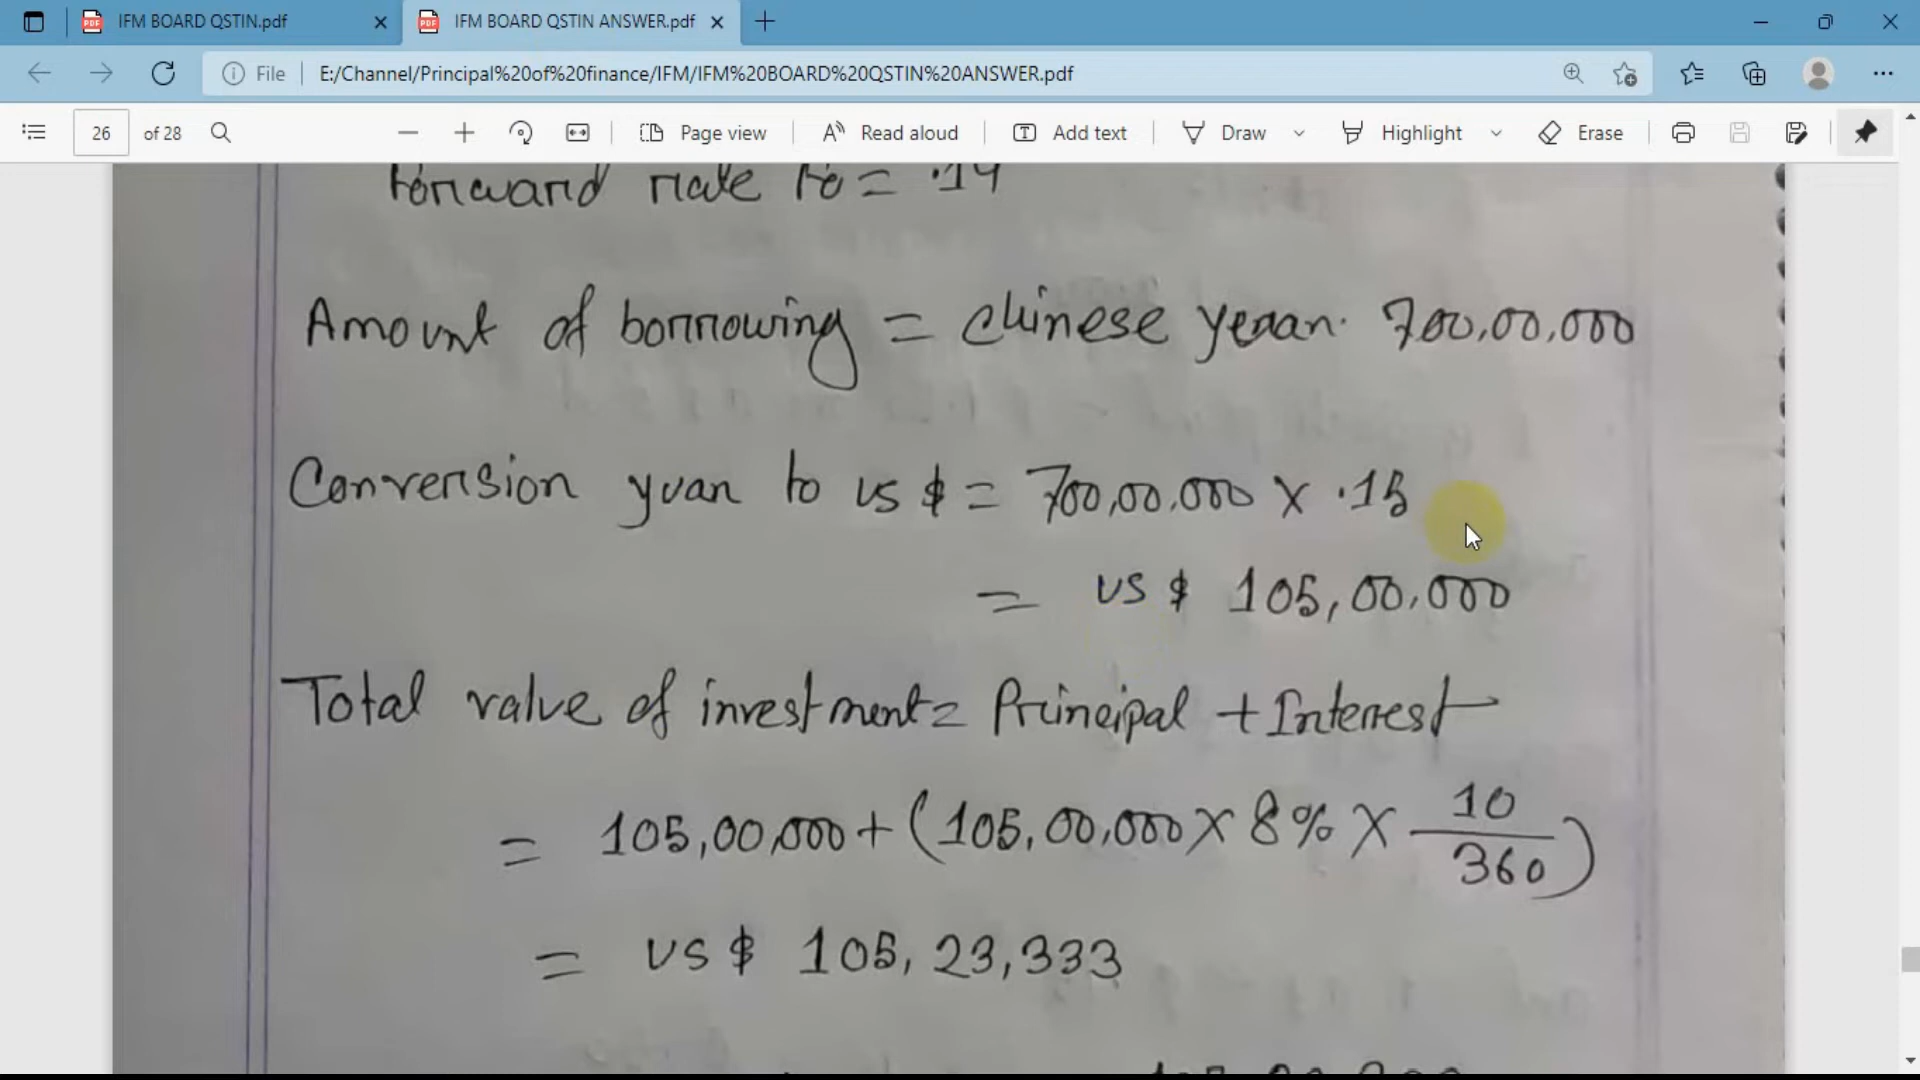 IFM BOARD QSTIN.pdf
IFM BOARD QSTIN ANSWER.pdf
File E:/Channel/Principal%20of%20finance/IFM/IFM%20BOARD%20QSTIN%20ANSWER.pdf
26 of 28 Page view Read aloud Add text Draw Highlight Erase
Forward rate Fo = .14
Amount of borrowing = Chinese yeuan. 700,00,000
Conversion yuan to US $ = 700,00,000 X .15
= US $ 105,00,000
Total value of investment = Principal + Interest
= 105,00,000 + (105,00,000 X 8% X 10/360)
= US $ 105,23,333